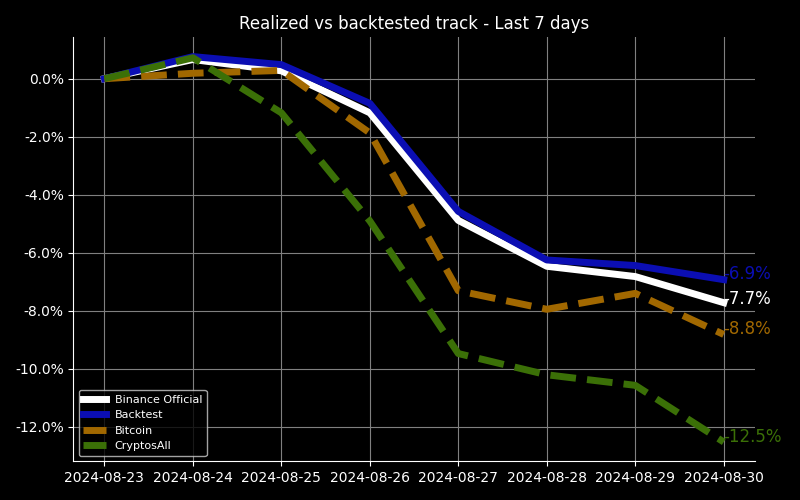 Realized vs backtested track - Last 7 days
0.0%
-2.0%
-4.0%
-6.0%
-8.0%
-10.0%
-12.0%
-6.9%
-7.7%
-8.8%
-12.5%
Binance Official
Backtest
Bitcoin
CryptosAll
2024-08-23 2024-08-24 2024-08-25 2024-08-26 2024-08-27 2024-08-28 2024-08-29 2024-08-30